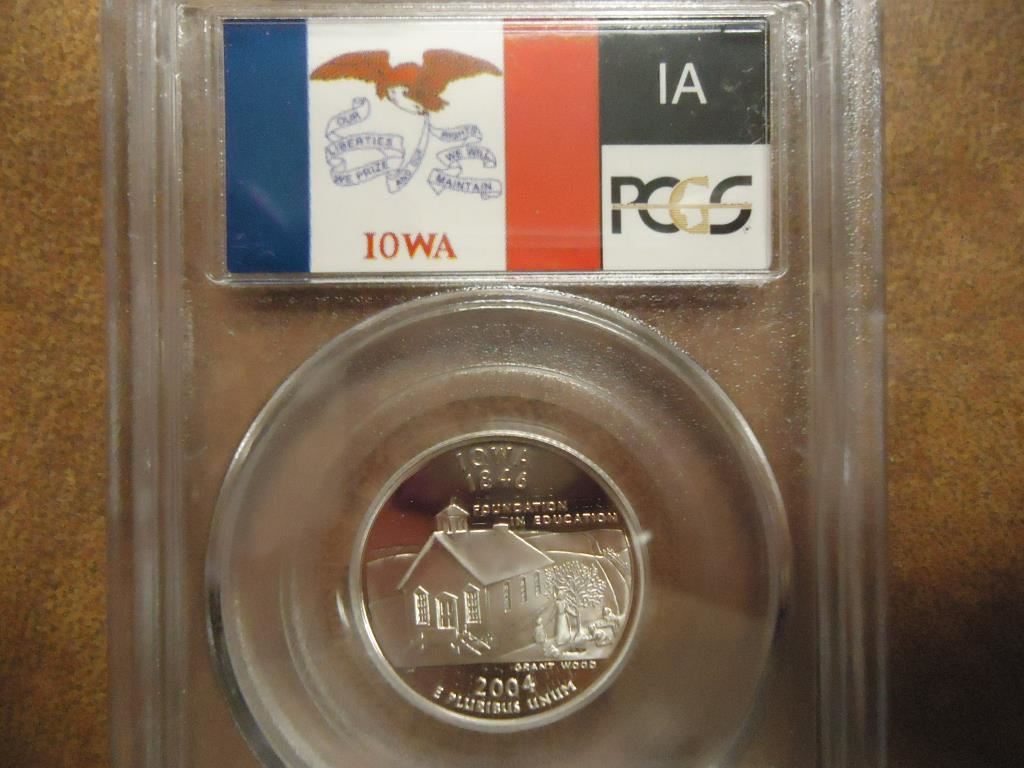 IA
OUR
LIBERTIES
WE PRIZE
AND OUR
RIGHTS
WE WILL
MAINTAIN
IOWA
PCGS
IOWA
1846
FOUNDATION
IN EDUCATION
GRANT WOOD
2004
E PLURIBUS UNUM